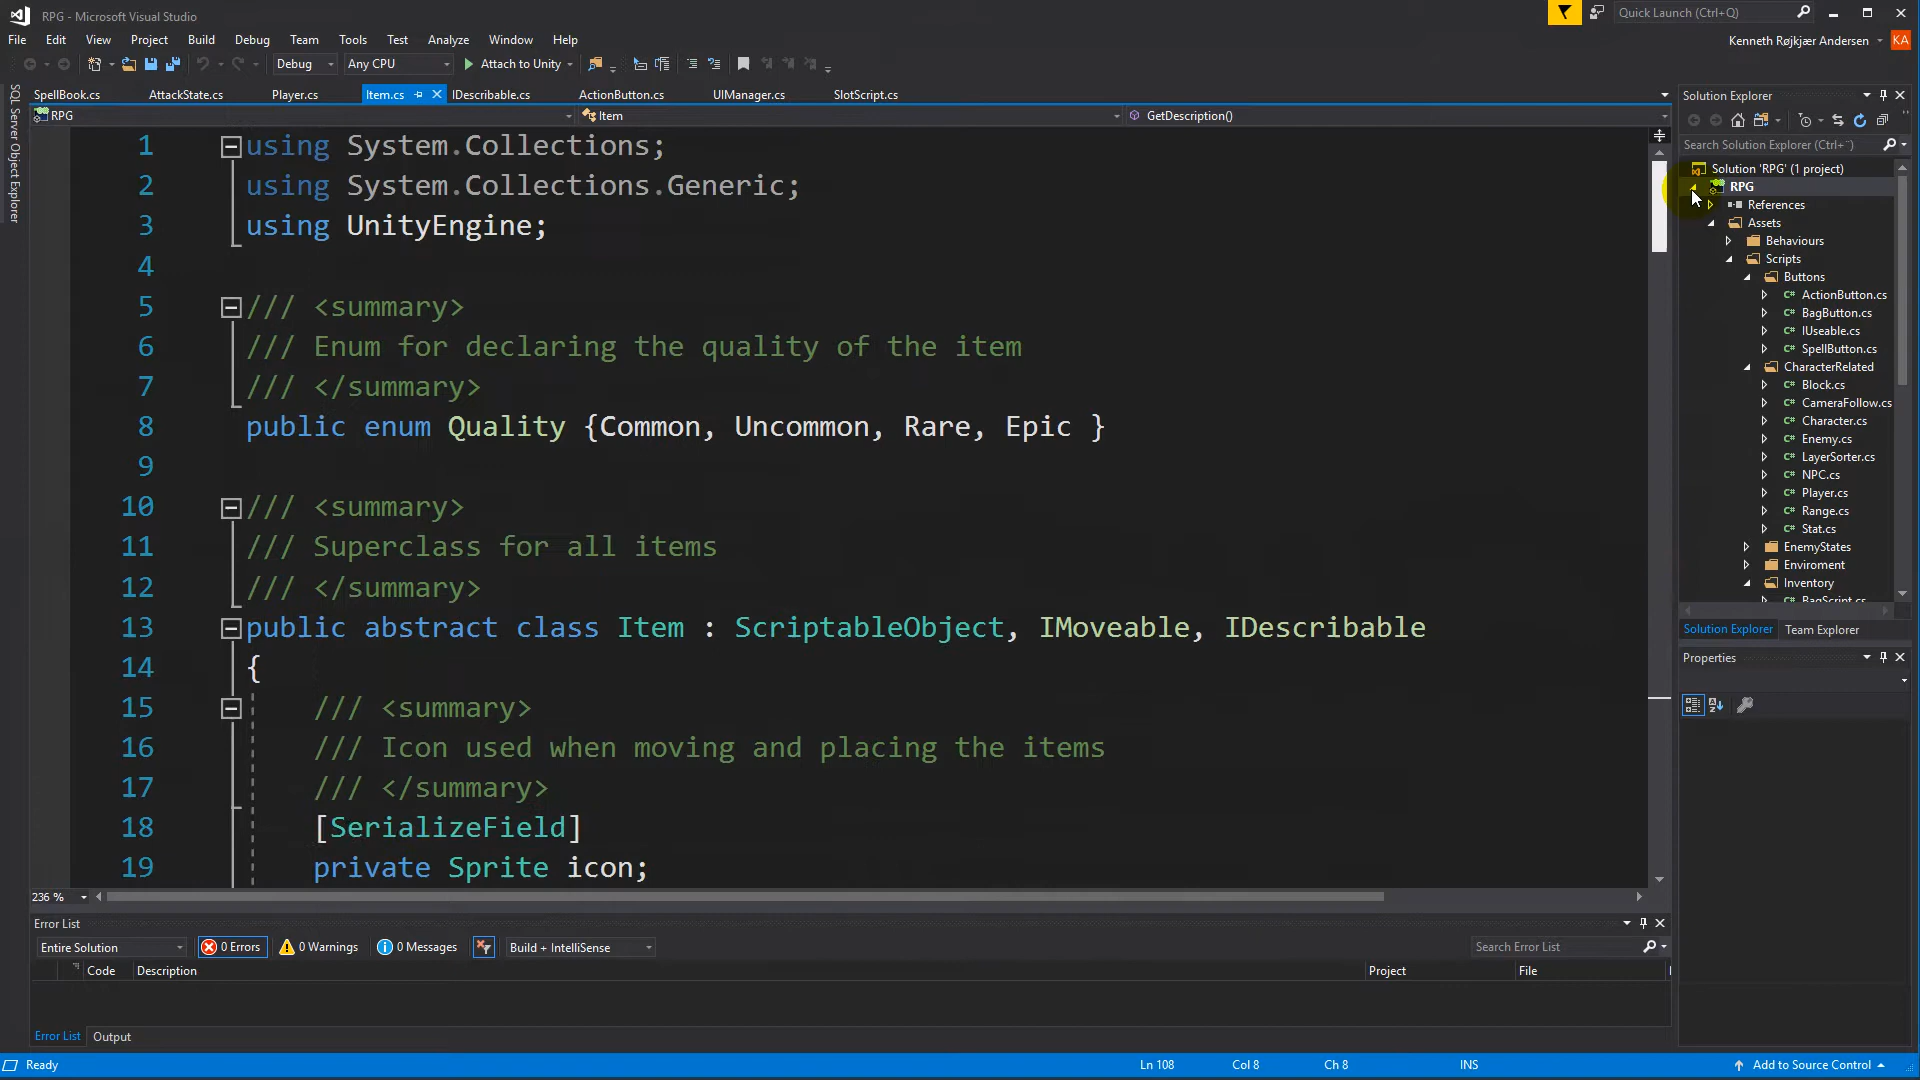 RPG - Microsoft Visual Studio
Quick Launch (Ctrl+Q)
File Edit View Project Build Debug Team Tools Test Analyze Window Help
Kenneth Røjkjær Andersen KA
Debug Any CPU Attach to Unity
SpellBook.cs AttackState.cs Player.cs Item.cs IDescribable.cs ActionButton.cs UIManager.cs SlotScript.cs
RPG Item GetDescription()
SQL Server Object Explorer
1 using System.Collections;
2 using System.Collections.Generic;
3 using UnityEngine;
4
5 /// <summary>
6 /// Enum for declaring the quality of the item
7 /// </summary>
8 public enum Quality {Common, Uncommon, Rare, Epic }
9
10 /// <summary>
11 /// Superclass for all items
12 /// </summary>
13 public abstract class Item : ScriptableObject, IMoveable, IDescribable
14 {
15 /// <summary>
16 /// Icon used when moving and placing the items
17 /// </summary>
18 [SerializeField]
19 private Sprite icon;
236 %
Solution Explorer
Search Solution Explorer (Ctrl+¨)
Solution 'RPG' (1 project)
RPG
References
Assets
Behaviours
Scripts
Buttons
C# ActionButton.cs
C# BagButton.cs
C# IUseable.cs
C# SpellButton.cs
CharacterRelated
C# Block.cs
C# CameraFollow.cs
C# Character.cs
C# Enemy.cs
C# LayerSorter.cs
C# NPC.cs
C# Player.cs
C# Range.cs
C# Stat.cs
EnemyStates
Enviroment
Inventory
C# BagScript.cs
Solution Explorer Team Explorer
Properties
Error List
Entire Solution 0 Errors 0 Warnings 0 Messages Build + IntelliSense Search Error List
Code Description Project File
Error List Output
Ready Ln 108 Col 8 Ch 8 INS Add to Source Control